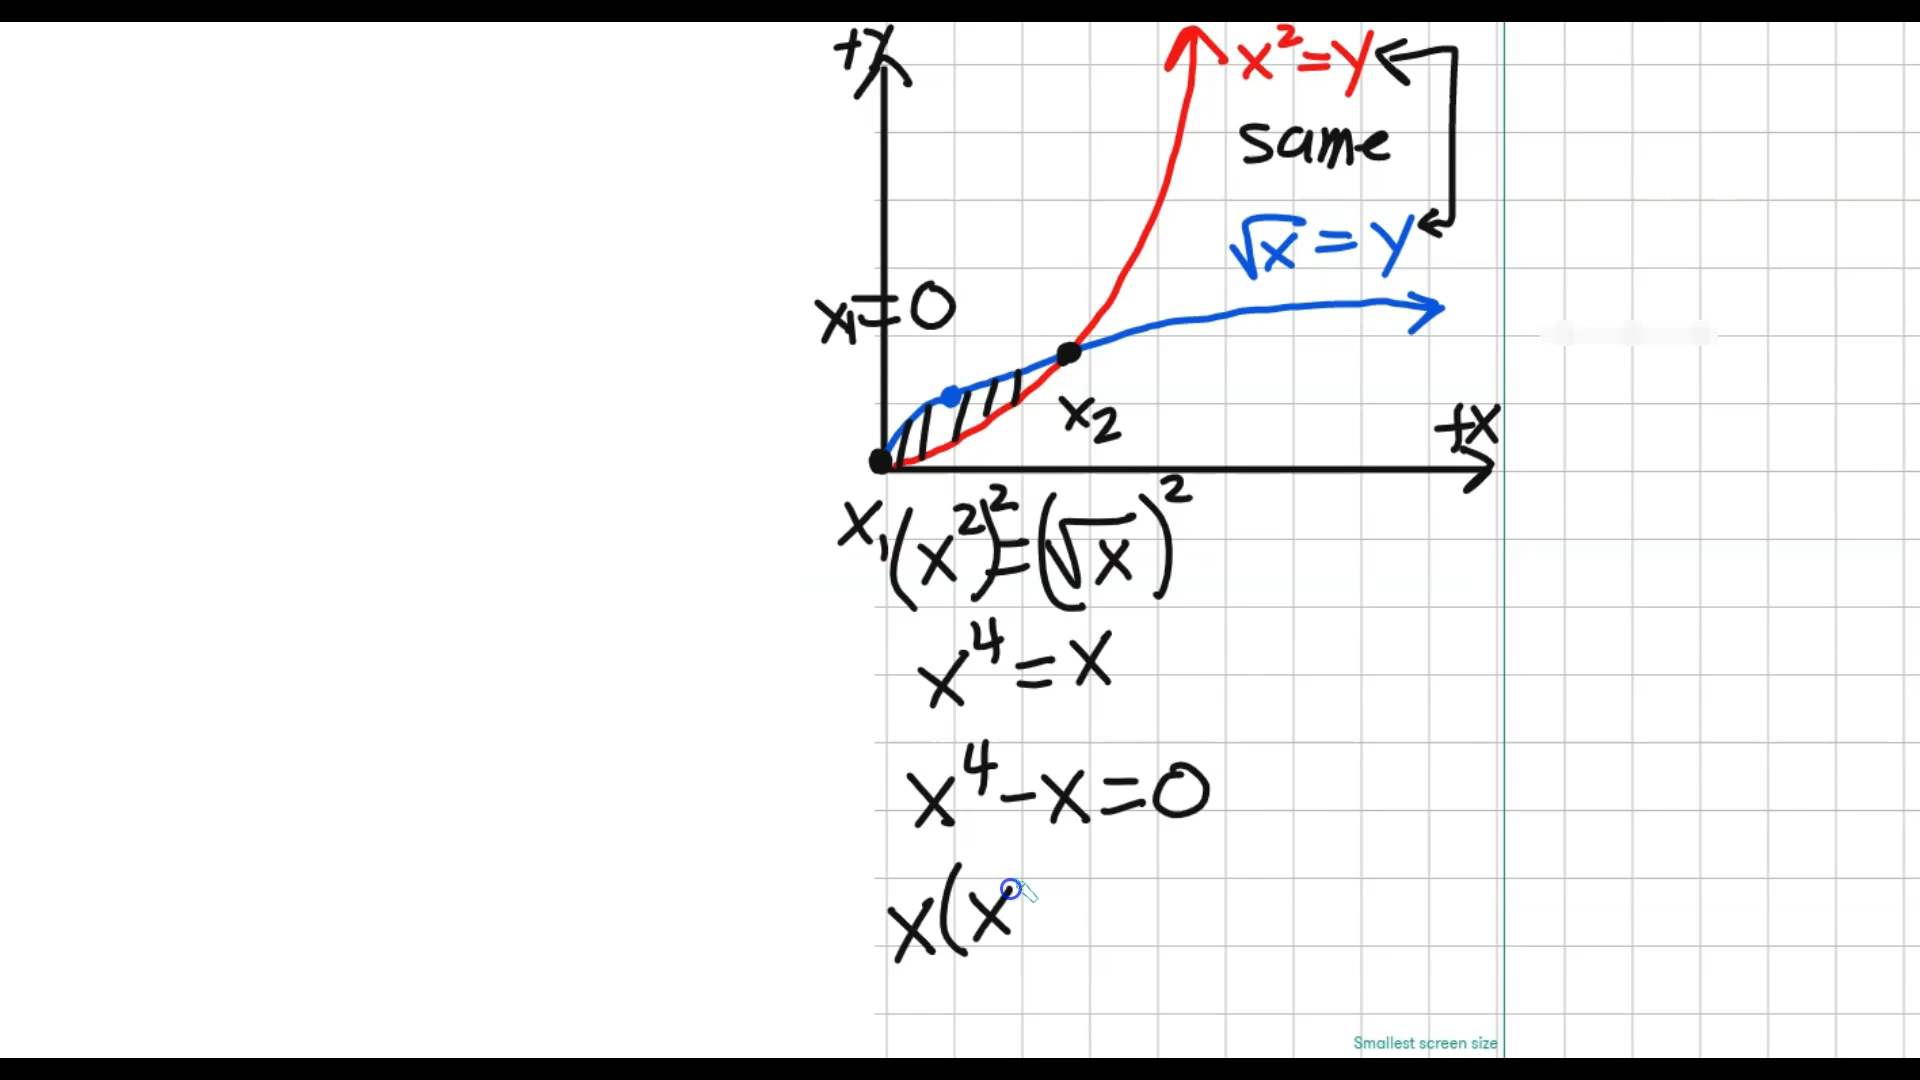 +y
x² = y
same
√x = y
x₁ = 0
x₂
+x
x₁
(x²)² = (√x)²
x⁴ = x
x⁴ - x = 0
x(x
Smallest screen size